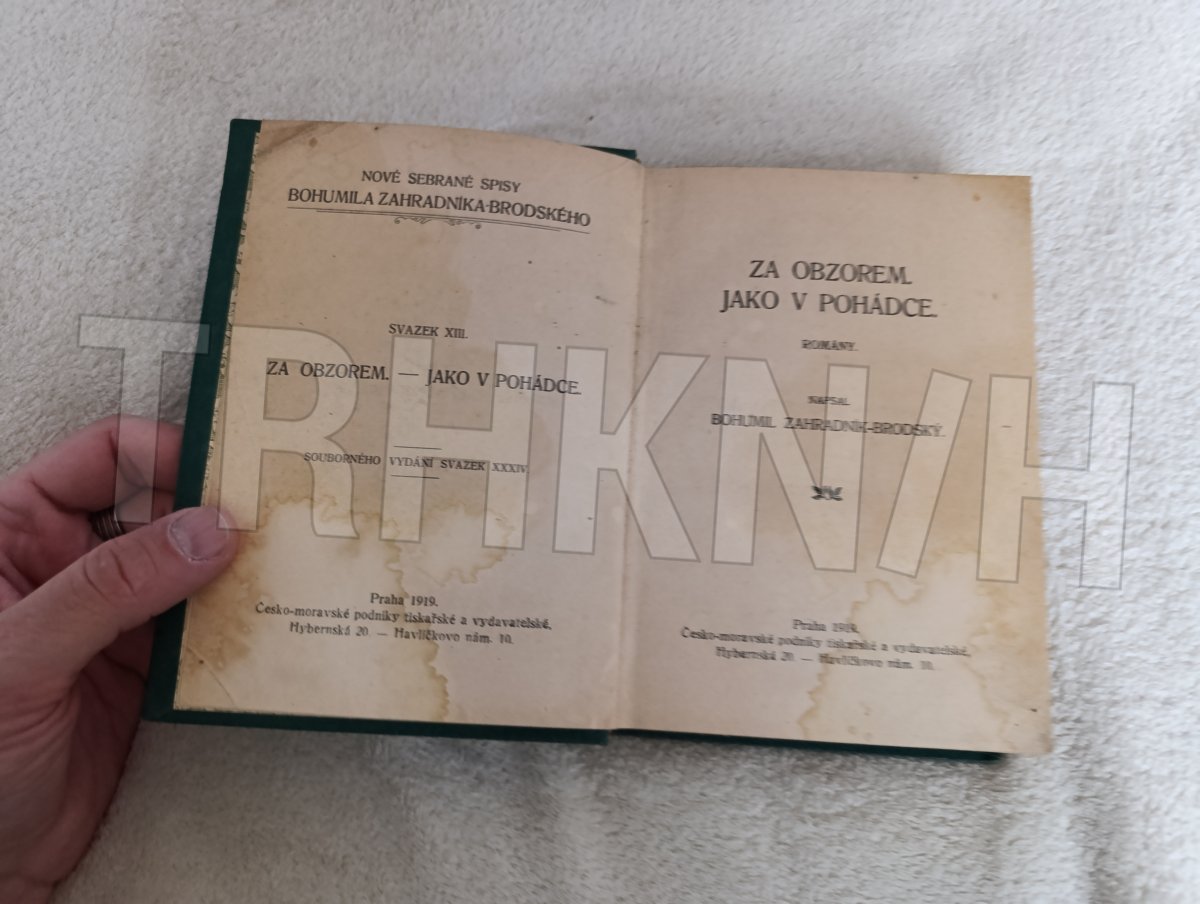 NOVÉ SEBRANÉ SPISY
BOHUMILA ZAHRADNÍKA-BRODSKÉHO
SVAZEK XIII.
ZA OBZOREM. — JAKO V POHÁDCE.
SOUBORNÉHO VYDÁNÍ SVAZEK XXXIV.
Praha 1919.
Česko-moravské podniky tiskařské a vydavatelské,
Hybernská 20. — Havlíčkovo nám. 10.
ZA OBZOREM.
JAKO V POHÁDCE.
ROMÁNY.
NAPSAL
BOHUMIL ZAHRADNÍK-BRODSKÝ.
Praha 1919.
Česko-moravské podniky tiskařské a vydavatelské,
Hybernská 20. — Havlíčkovo nám. 10.
TRHKNIH